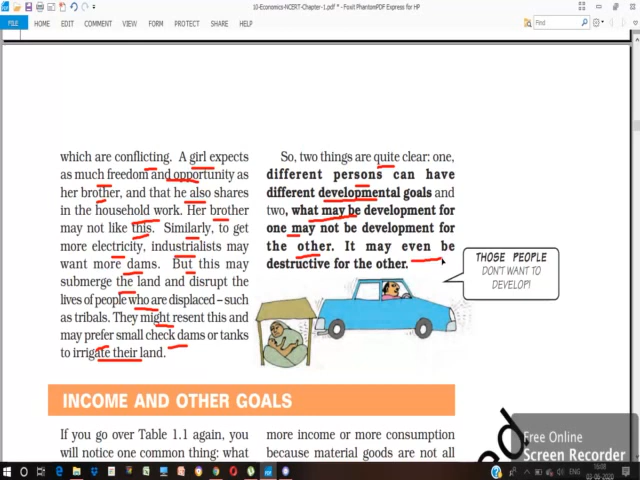 10-Economics-NCERT-Chapter-1.pdf * - Foxit PhantomPDF Express for HP
FILE HOME EDIT COMMENT VIEW FORM PROTECT SHARE HELP
Find
which are conflicting. A girl expects
as much freedom and opportunity as
her brother, and that he also shares
in the household work. Her brother
may not like this. Similarly, to get
more electricity, industrialists may
want more dams. But this may
submerge the land and disrupt the
lives of people who are displaced – such
as tribals. They might resent this and
may prefer small check dams or tanks
to irrigate their land.
So, two things are quite clear: one,
different persons can have
different developmental goals and
two, what may be development for
one may not be development for
the other. It may even be
destructive for the other.
THOSE PEOPLE
DON'T WANT TO
DEVELOP!
INCOME AND OTHER GOALS
If you go over Table 1.1 again, you
will notice one common thing: what
more income or more consumption
because material goods are not all
ed
Free Online
Screen Recorder
ENG
16:08